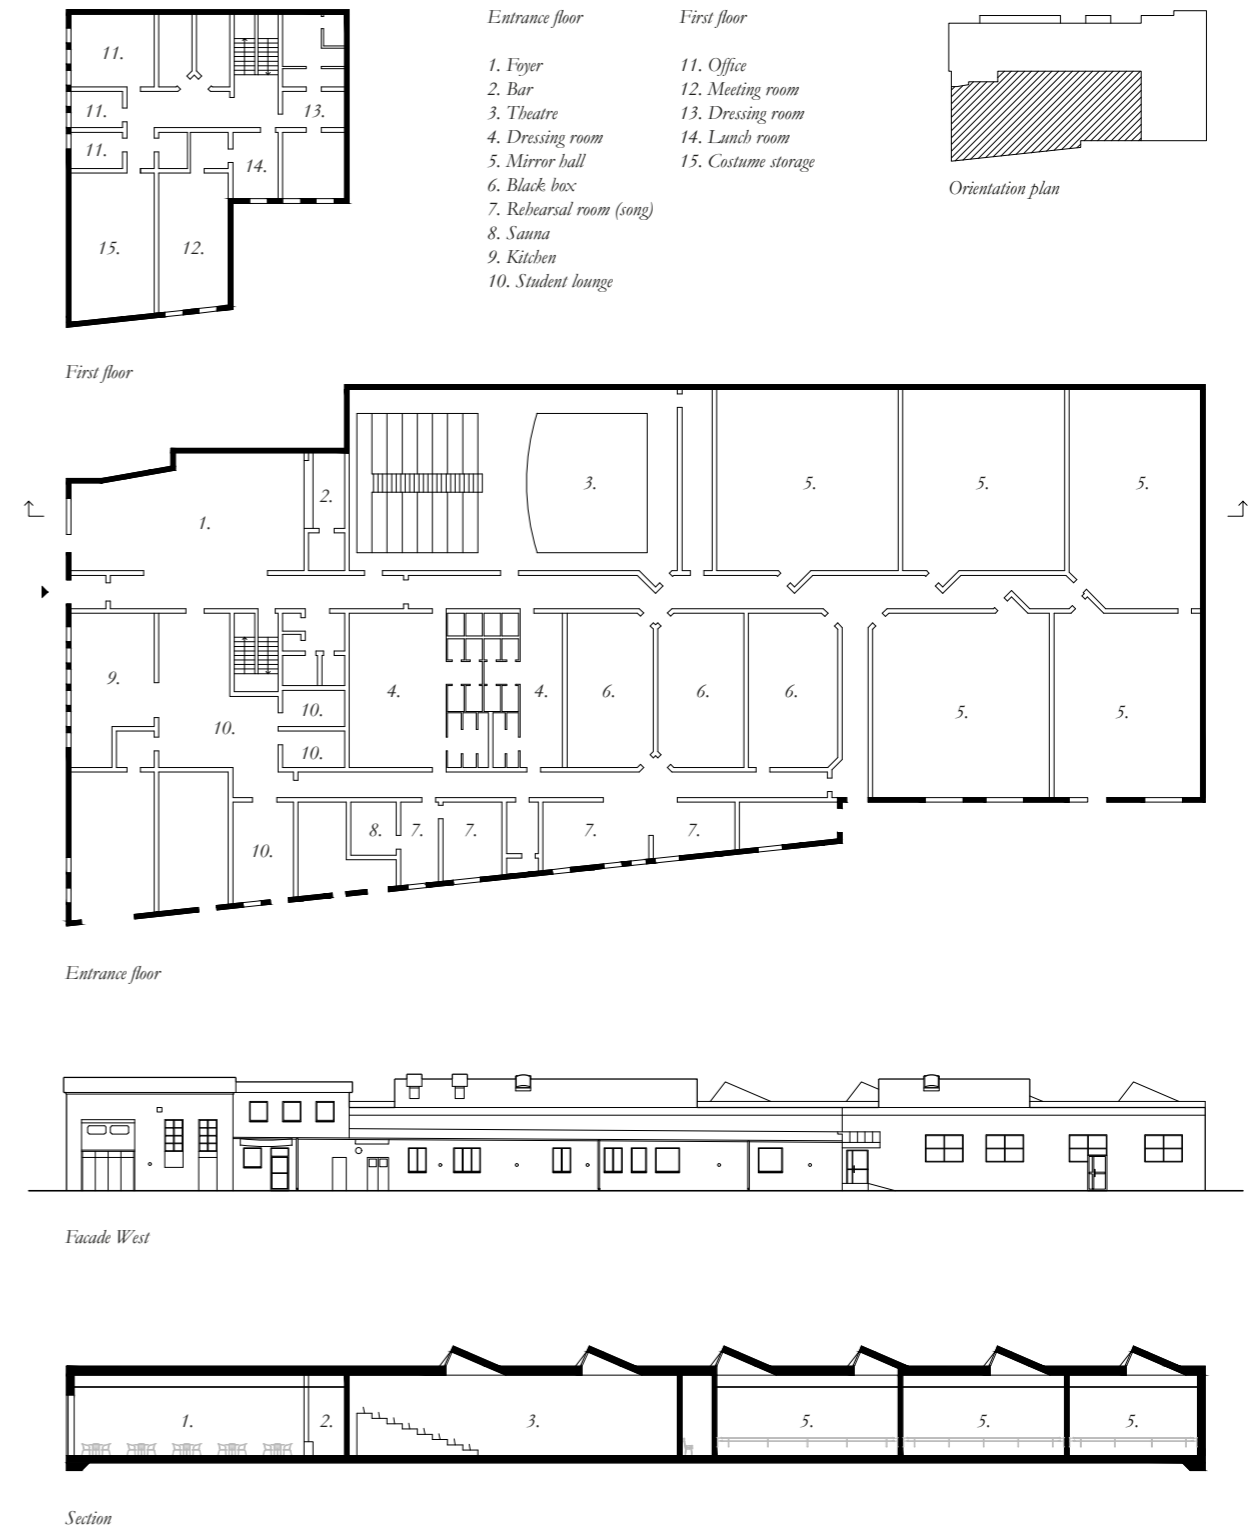 Entrance floor
1. Foyer
2. Bar
3. Theatre
4. Dressing room
5. Mirror hall
6. Black box
7. Rehearsal room (song)
8. Sauna
9. Kitchen
10. Student lounge
First floor
11. Office
12. Meeting room
13. Dressing room
14. Lunch room
15. Costume storage
Orientation plan
11.
11.
13.
11.
14.
15.
12.
First floor
3.
5.
5.
5.
2.
1.
9.
4.
4.
6.
6.
6.
10.
10.
10.
5.
5.
8.
7.
7.
7.
7.
10.
Entrance floor
Facade West
1.
2.
3.
5.
5.
5.
Section